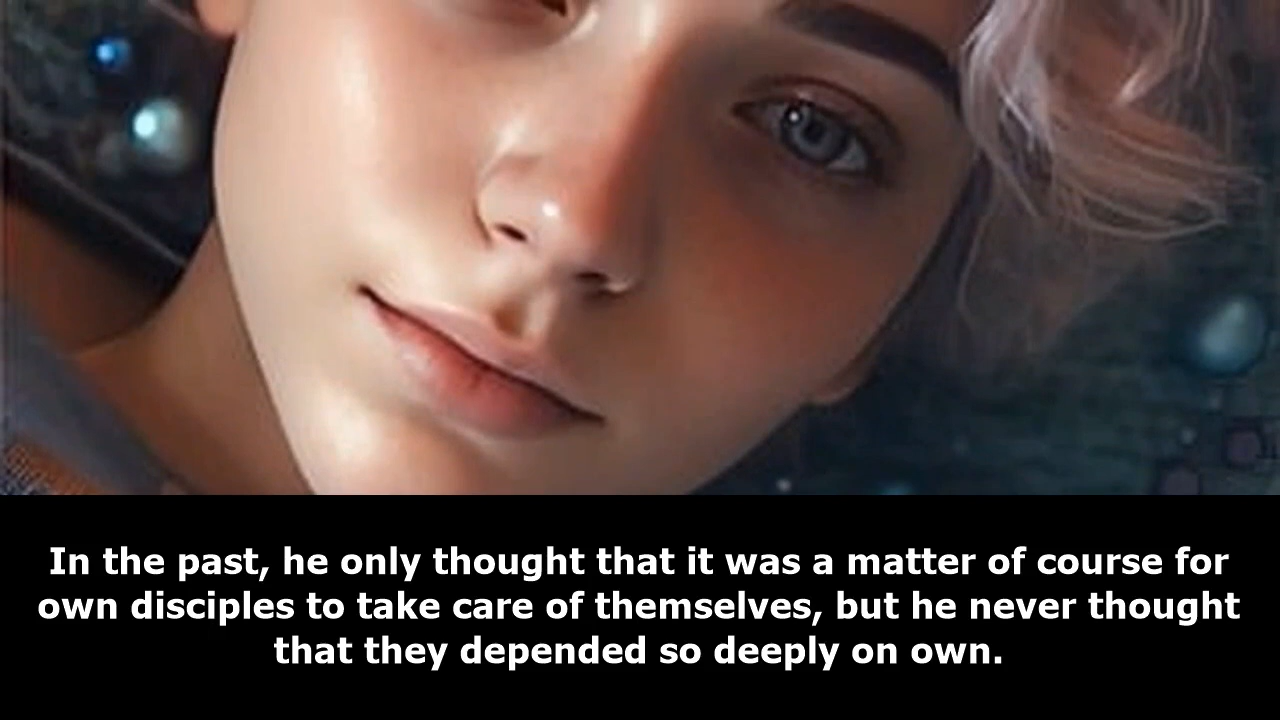 In the past, he only thought that it was a matter of course for
own disciples to take care of themselves, but he never thought
that they depended so deeply on own.